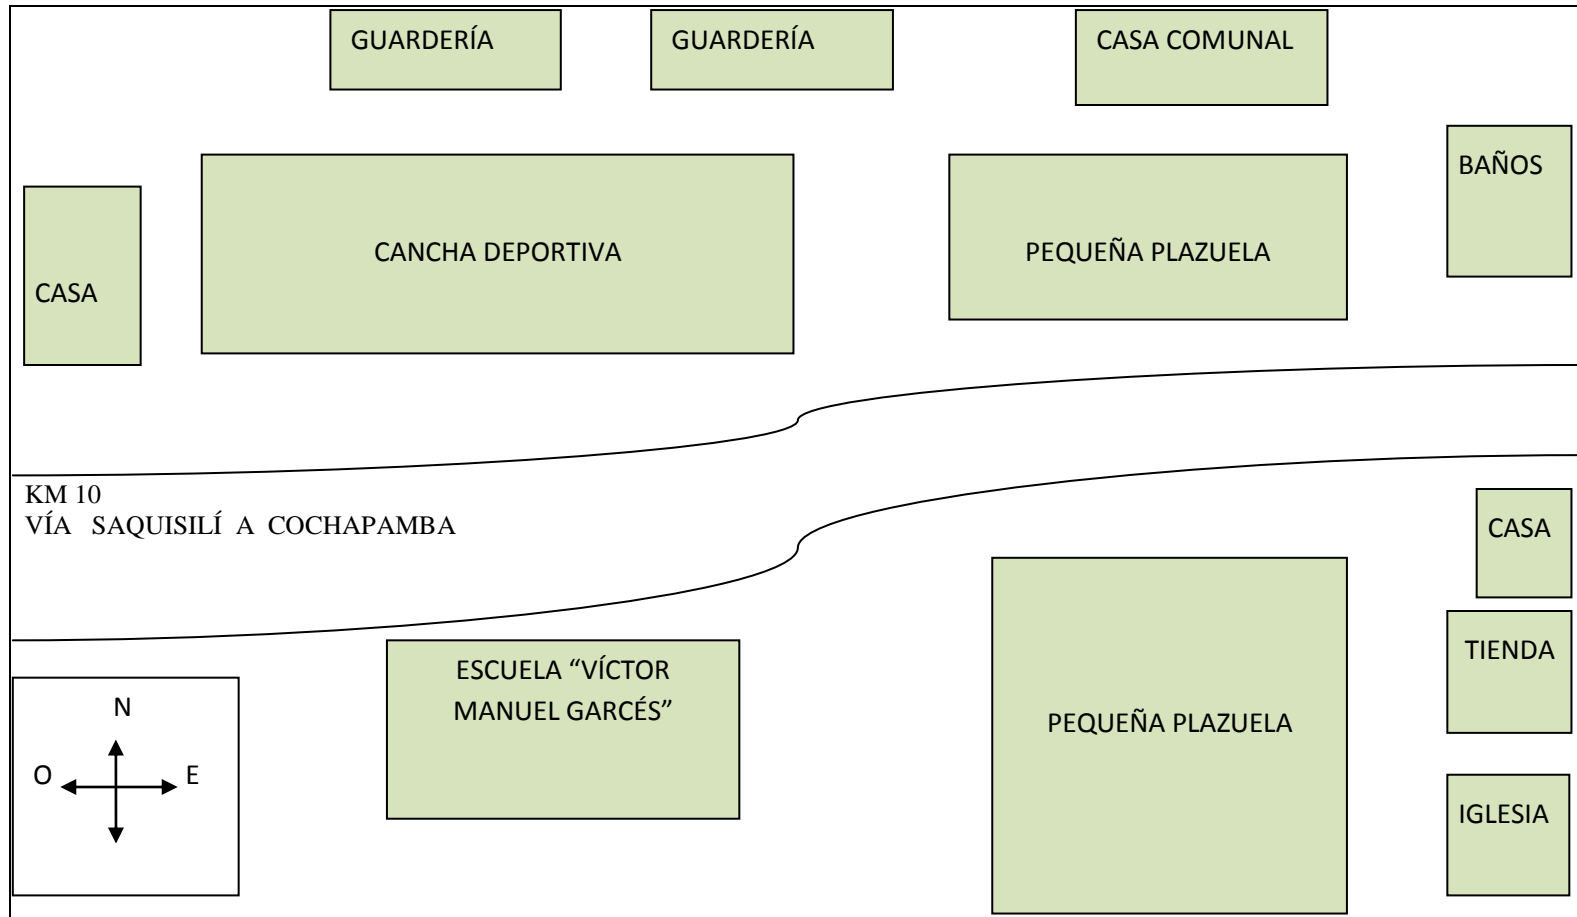 GUARDERÍA
GUARDERÍA
CASA COMUNAL
BAÑOS
CANCHA DEPORTIVA
PEQUEÑA PLAZUELA
CASA
KM 10
VÍA SAQUISILÍ A COCHAPAMBA
CASA
ESCUELA “VÍCTOR
MANUEL GARCÉS”
TIENDA
PEQUEÑA PLAZUELA
N
O
E
IGLESIA